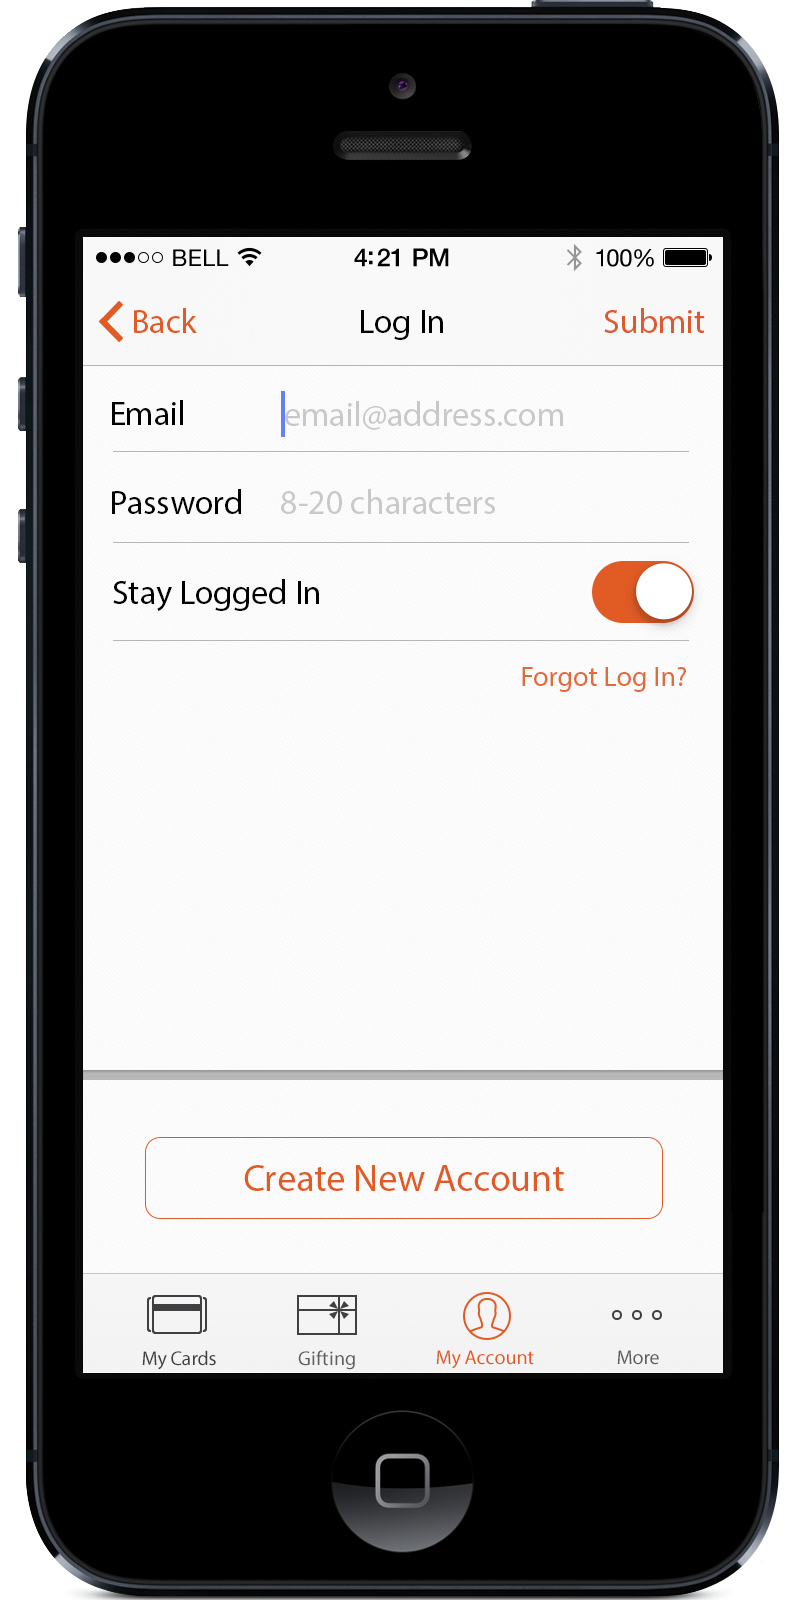 BELL 4:21 PM 100%
Back Log In Submit
Email email@address.com
Password 8-20 characters
Stay Logged In
Forgot Log In?
Create New Account
My Cards Gifting My Account More